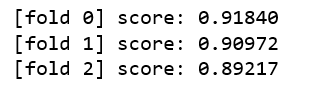 [fold 0] score: 0.91840
[fold 1] score: 0.90972
[fold 2] score: 0.89217